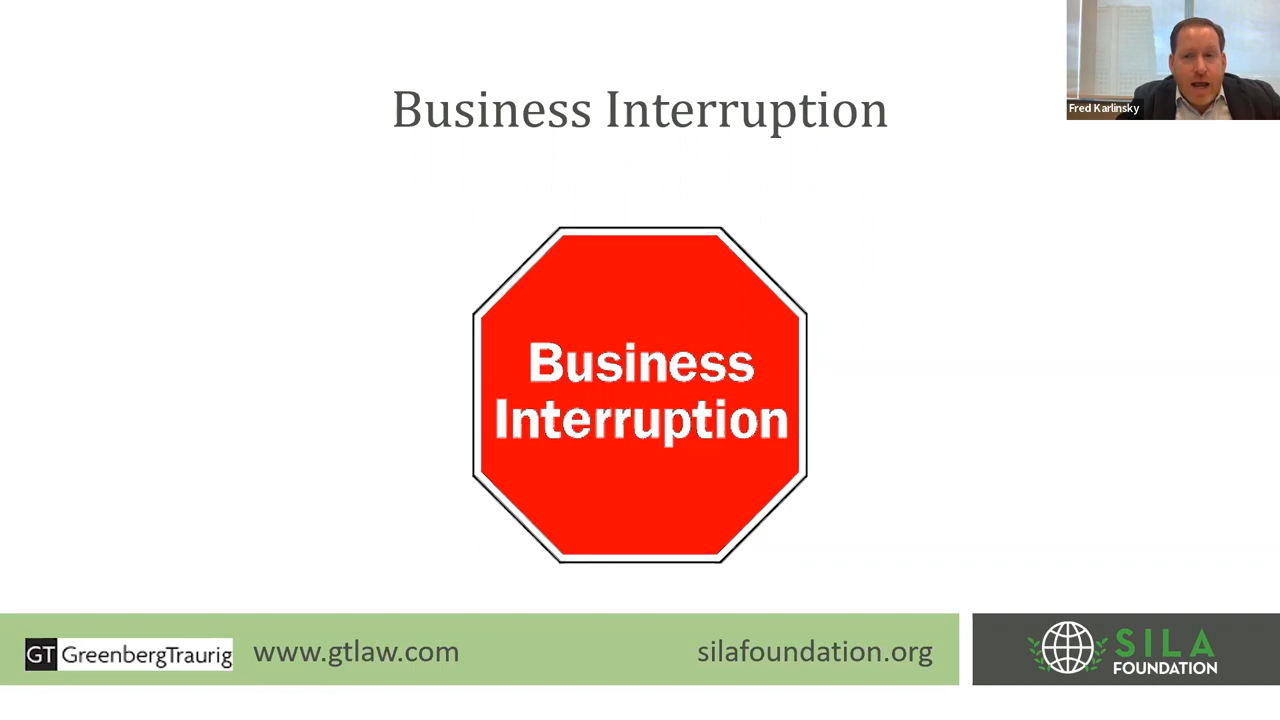 Business Interruption
Fred Karlinsky
Business
Interruption
GT GreenbergTraurig
www.gtlaw.com
silafoundation.org
SILA
FOUNDATION